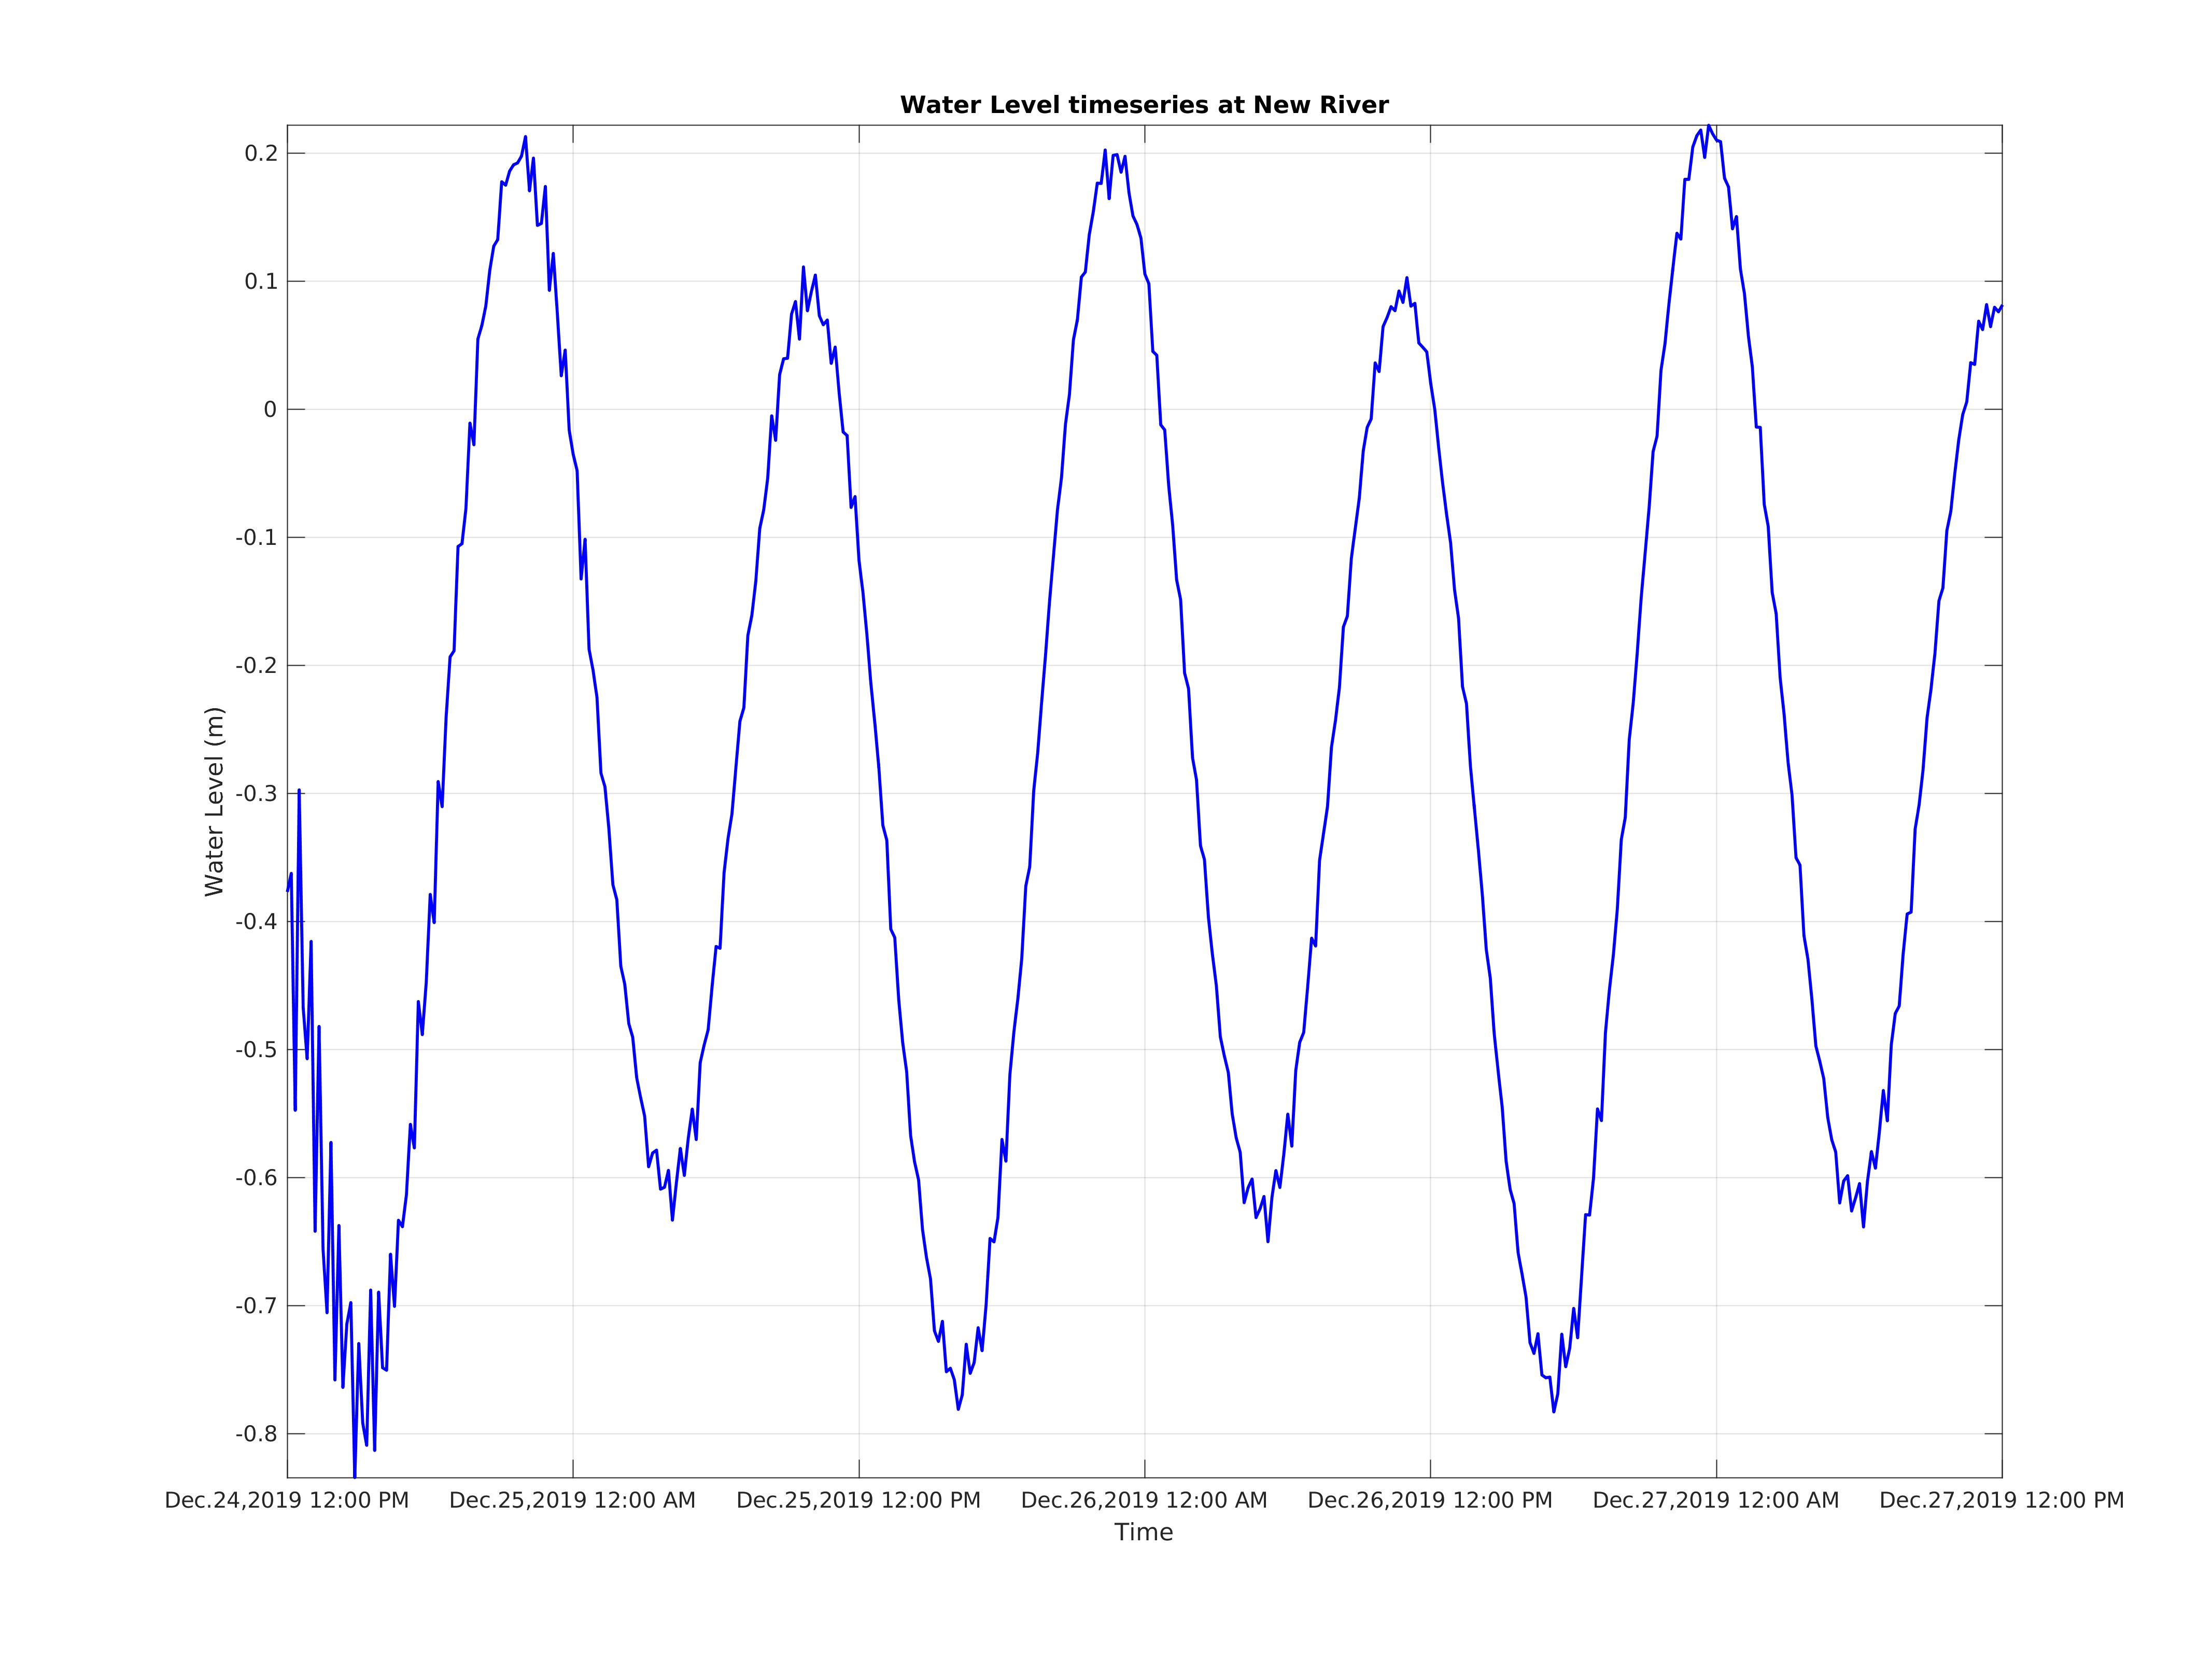 Water Level timeseries at New River
0.2
0.1
0
-0.1
-0.2
-0.3
-0.4
-0.5
-0.6
-0.7
-0.8
Water Level (m)
Dec.24,2019 12:00 PM Dec.25,2019 12:00 AM Dec.25,2019 12:00 PM Dec.26,2019 12:00 AM Dec.26,2019 12:00 PM Dec.27,2019 12:00 AM Dec.27,2019 12:00 PM
Time